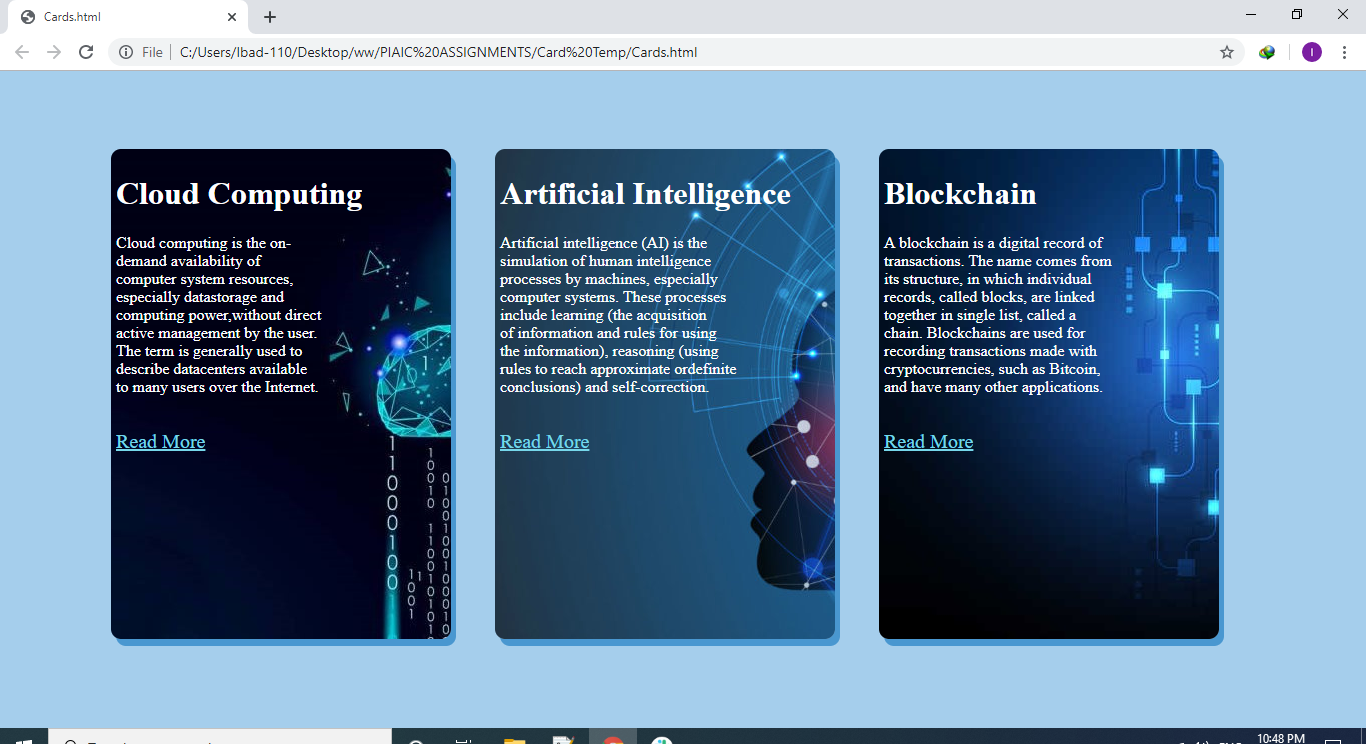 Cards.html
File
C:/Users/Ibad-110/Desktop/ww/PIAIC%20ASSIGNMENTS/Card%20Temp/Cards.html
I
Cloud Computing
Cloud computing is the on-
demand availability of
computer system resources,
especially datastorage and
computing power,without direct
active management by the user.
The term is generally used to
describe datacenters available
to many users over the Internet.
Read More
Artificial Intelligence
Artificial intelligence (AI) is the
simulation of human intelligence
processes by machines, especially
computer systems. These processes
include learning (the acquisition
of information and rules for using
the information), reasoning (using
rules to reach approximate ordefinite
conclusions) and self-correction.
Read More
Blockchain
A blockchain is a digital record of
transactions. The name comes from
its structure, in which individual
records, called blocks, are linked
together in single list, called a
chain. Blockchains are used for
recording transactions made with
cryptocurrencies, such as Bitcoin,
and have many other applications.
Read More
10:48 PM